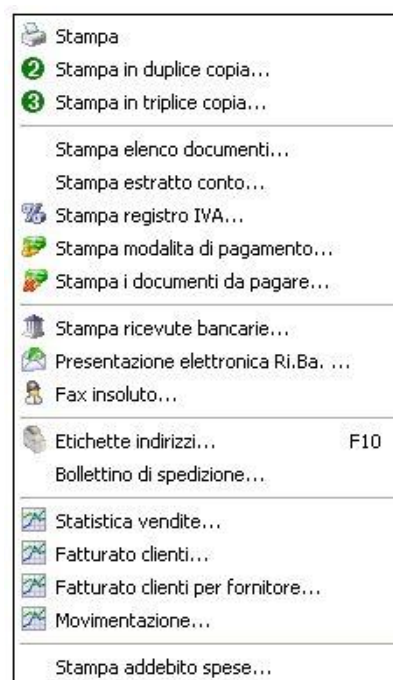 Stampa
2 Stampa in duplice copia...
3 Stampa in triplice copia...
Stampa elenco documenti...
Stampa estratto conto...
% Stampa registro IVA...
Stampa modalita di pagamento...
Stampa i documenti da pagare...
Stampa ricevute bancarie...
Presentazione elettronica Ri.Ba. ...
Fax insoluto...
Etichette indirizzi... F10
Bollettino di spedizione...
Statistica vendite...
Fatturato clienti...
Fatturato clienti per fornitore...
Movimentazione...
Stampa addebito spese...